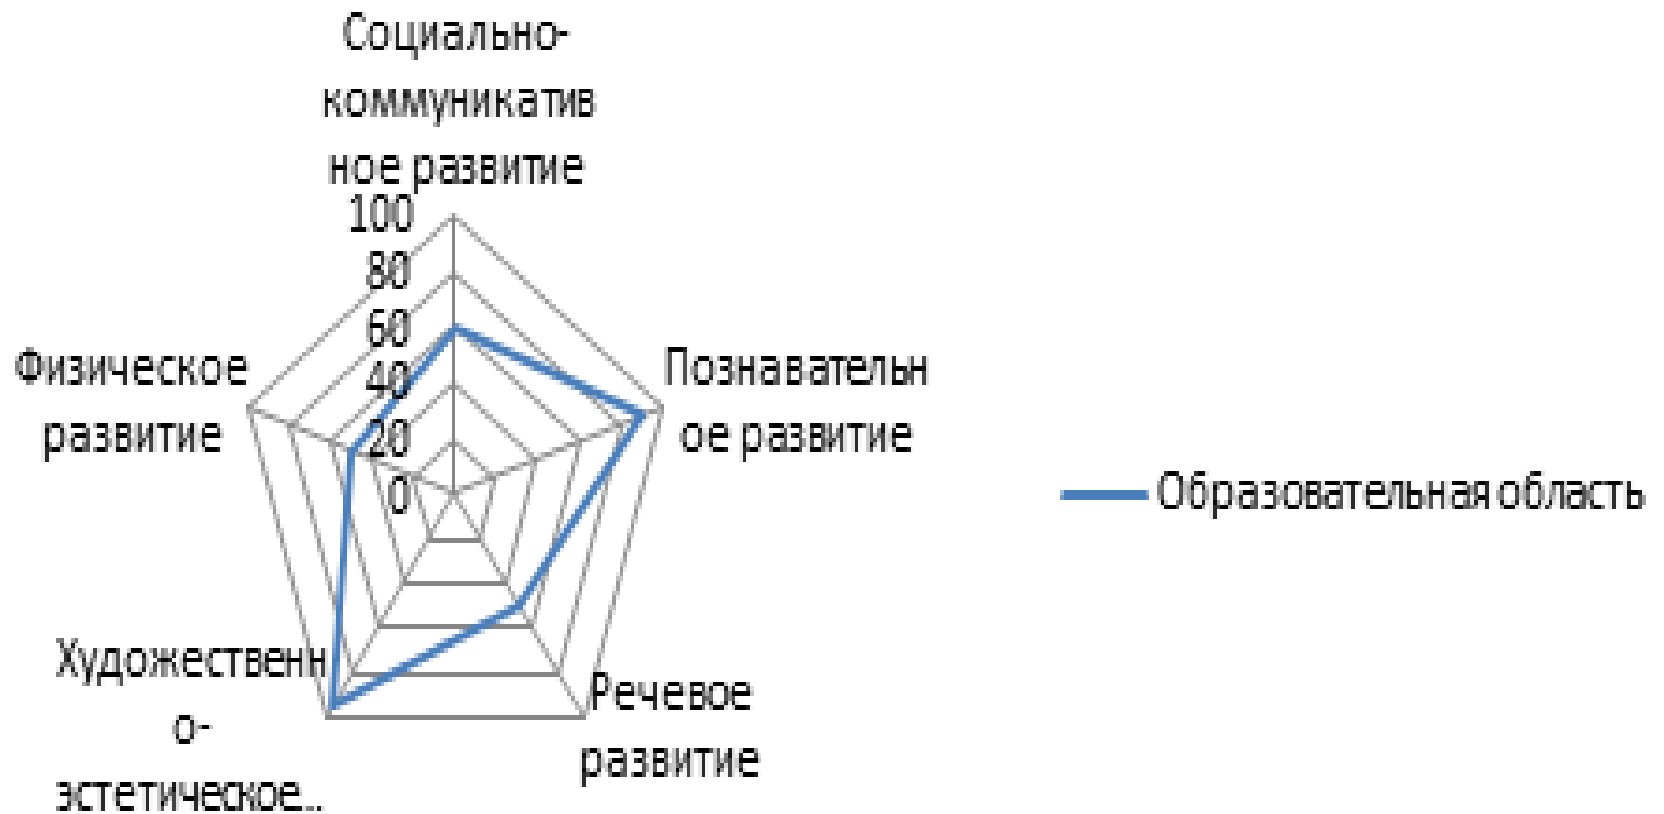 Социально-
коммуникатив
ное развитие
100
80
60
40
20
0
Познавательн
ое развитие
Речевое
развитие
Художественн
о-
эстетическое...
Физическое
развитие
Образовательная область